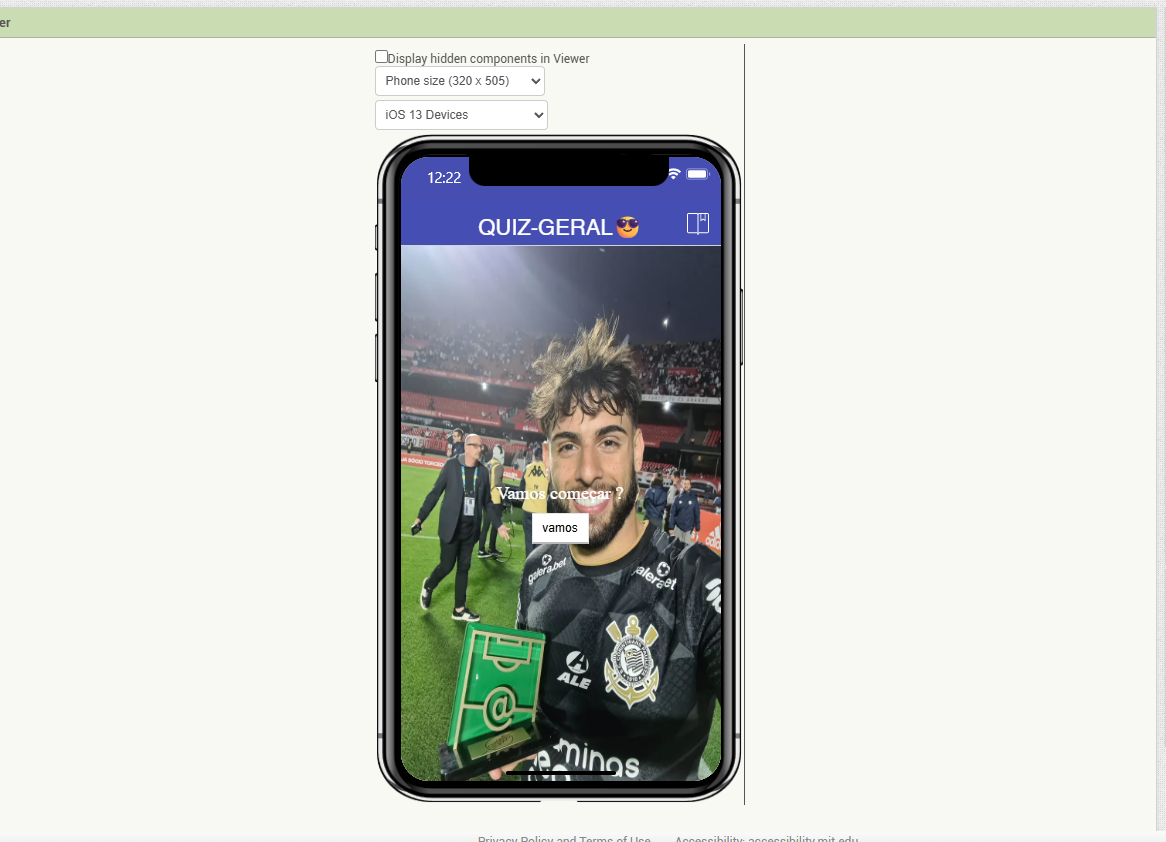 er
Display hidden components in Viewer
Phone size (320 x 505)
iOS 13 Devices
12:22
QUIZ-GERAL😎
Vamos começar ?
vamos
galera.bet
galera.bet
ALE
minas
Privacy Policy and Terms of Use
Accessibility: accessibility.mit.edu